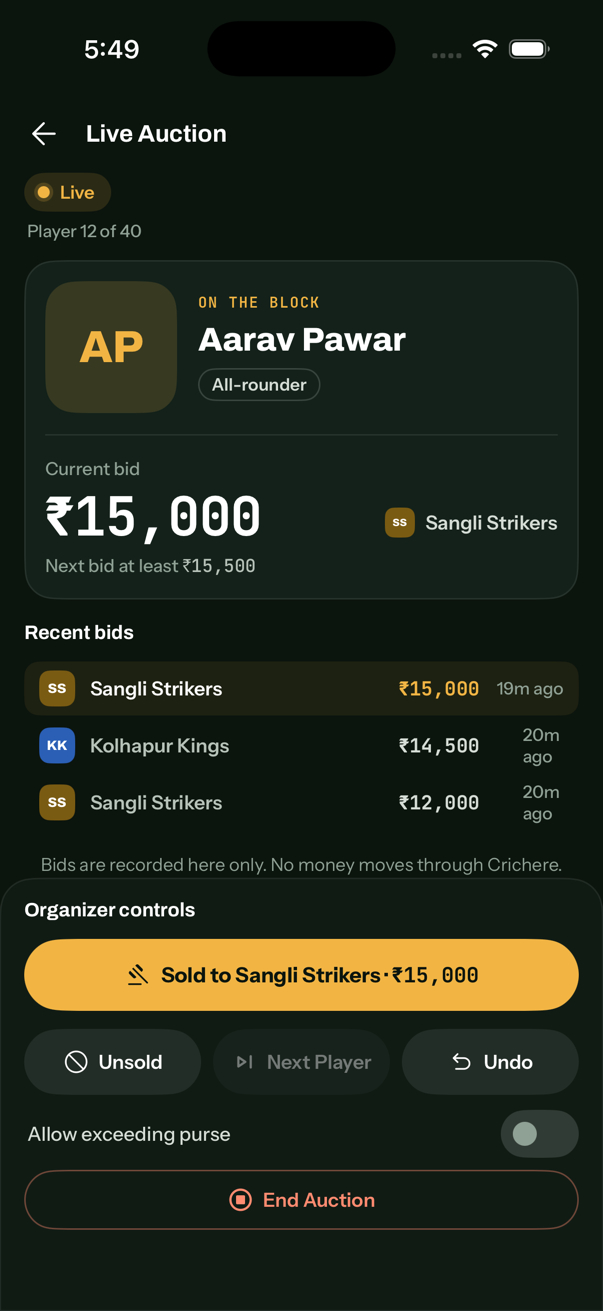 5:49
Live Auction
Live
Player 12 of 40
AP
ON THE BLOCK
Aarav Pawar
All-rounder
Current bid
₹15,000
SS Sangli Strikers
Next bid at least ₹15,500
Recent bids
SS Sangli Strikers ₹15,000 19m ago
KK Kolhapur Kings ₹14,500 20m ago
SS Sangli Strikers ₹12,000 20m ago
Bids are recorded here only. No money moves through Crichere.
Organizer controls
Sold to Sangli Strikers · ₹15,000
Unsold Next Player Undo
Allow exceeding purse
End Auction